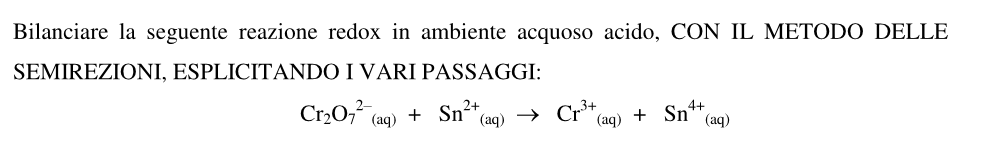 Bilanciare la seguente reazione redox in ambiente acquoso acido, CON IL METODO DELLE
SEMIREZIONI, ESPLICITANDO I VARI PASSAGGI:
Cr₂O₇²⁻(aq) + Sn²⁺(aq) → Cr³⁺(aq) + Sn⁴⁺(aq)